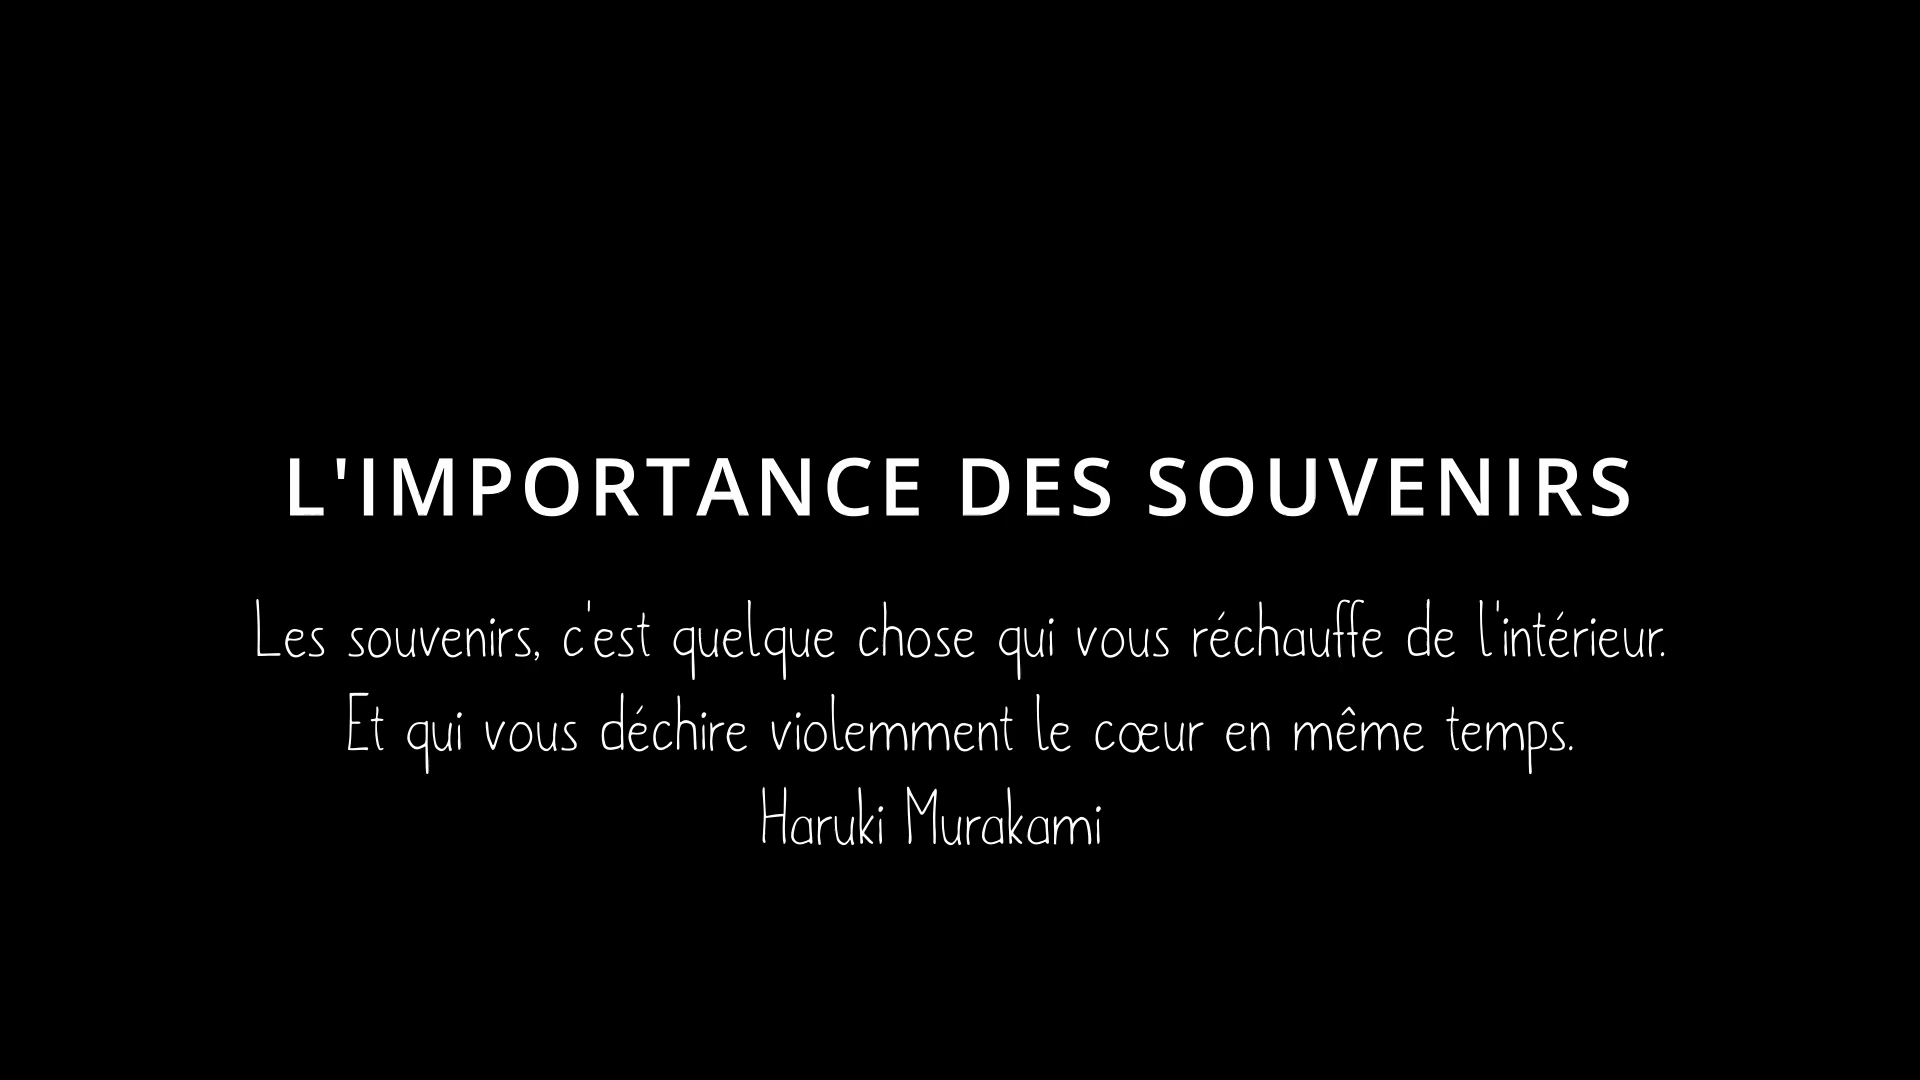 L'IMPORTANCE DES SOUVENIRS
Les souvenirs, c'est quelque chose qui vous réchauffe de l'intérieur.
Et qui vous déchire violemment le cœur en même temps.
Haruki Murakami